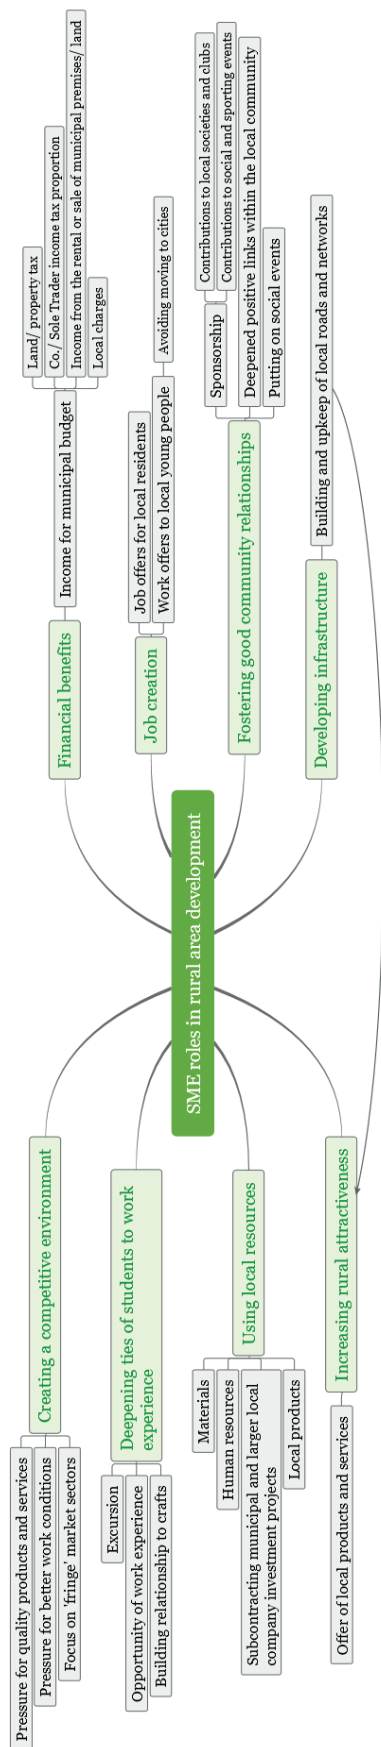 SME roles in rural area development
Financial benefits
Income for municipal budget
Land/ property tax
Co./ Sole Trader income tax proportion
Income from the rental or sale of municipal premises/ land
Local charges
Job creation
Job offers for local residents
Work offers to local young people
Avoiding moving to cities
Fostering good community relationships
Sponsorship
Contributions to local societies and clubs
Contributions to social and sporting events
Deepened positive links within the local community
Putting on social events
Developing infrastructure
Building and upkeep of local roads and networks
Creating a competitive environment
Pressure for quality products and services
Pressure for better work conditions
Focus on 'fringe' market sectors
Deepening ties of students to work
experience
Excursion
Opportunity of work experience
Building relationship to crafts
Using local resources
Materials
Human resources
Subcontracting municipal and larger local
company investment projects
Local products
Increasing rural attractiveness
Offer of local products and services